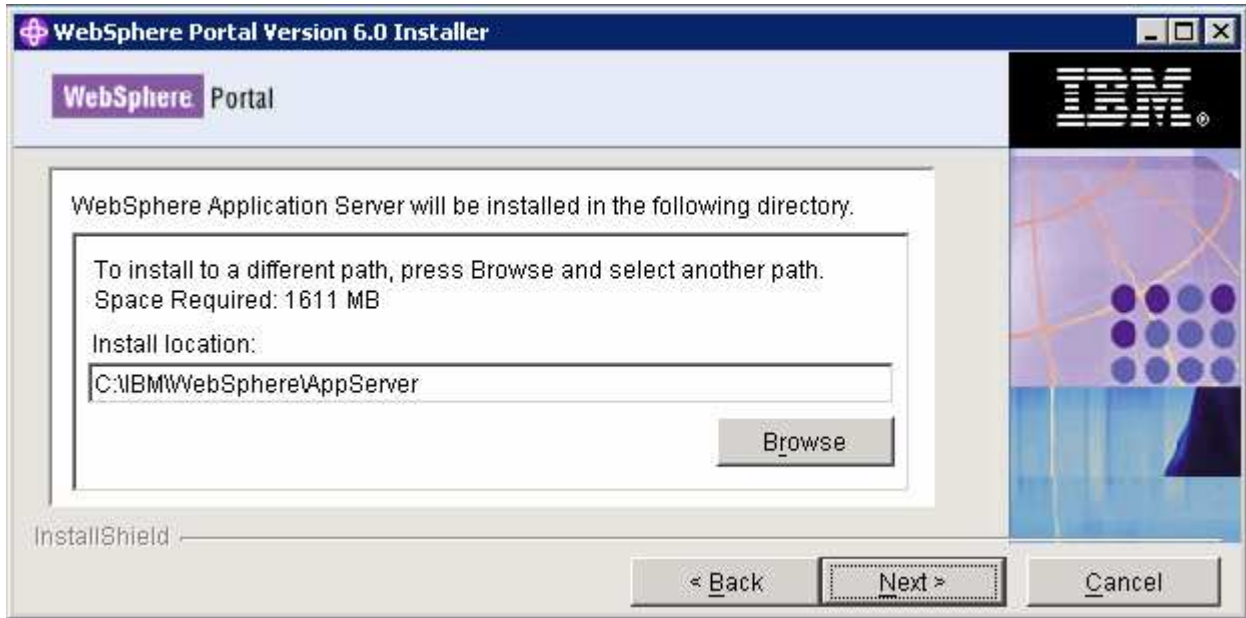 WebSphere Portal Version 6.0 Installer
WebSphere Portal
IBM®
WebSphere Application Server will be installed in the following directory.
To install to a different path, press Browse and select another path.
Space Required: 1611 MB
Install location:
C:\IBM\WebSphere\AppServer
Browse
InstallShield
< Back
Next >
Cancel